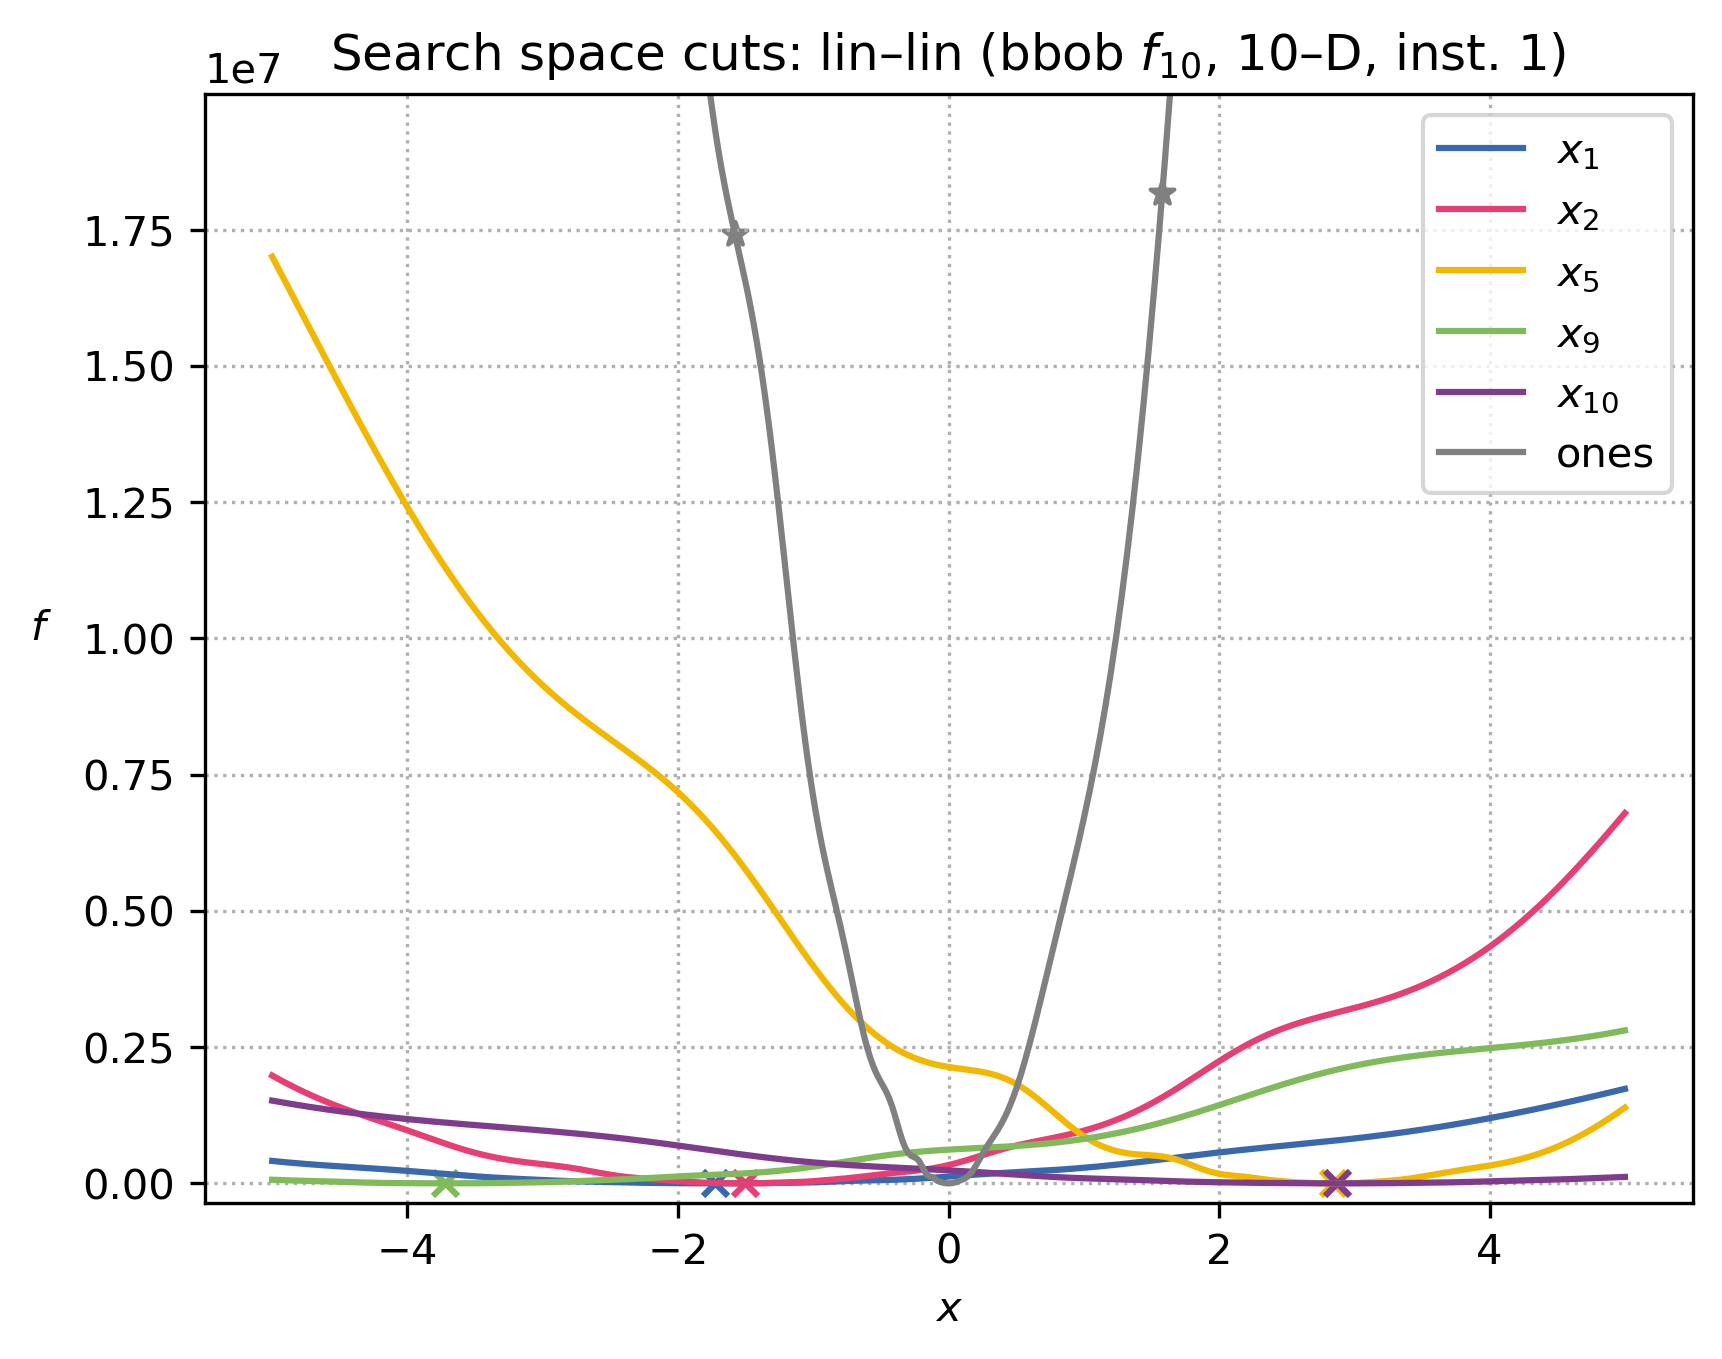 Search space cuts: lin–lin (bbob f10, 10–D, inst. 1)
1e7
x1
x2
x5
x9
x10
ones
1.75
1.50
1.25
1.00
0.75
0.50
0.25
0.00
f
−4 −2 0 2 4
x